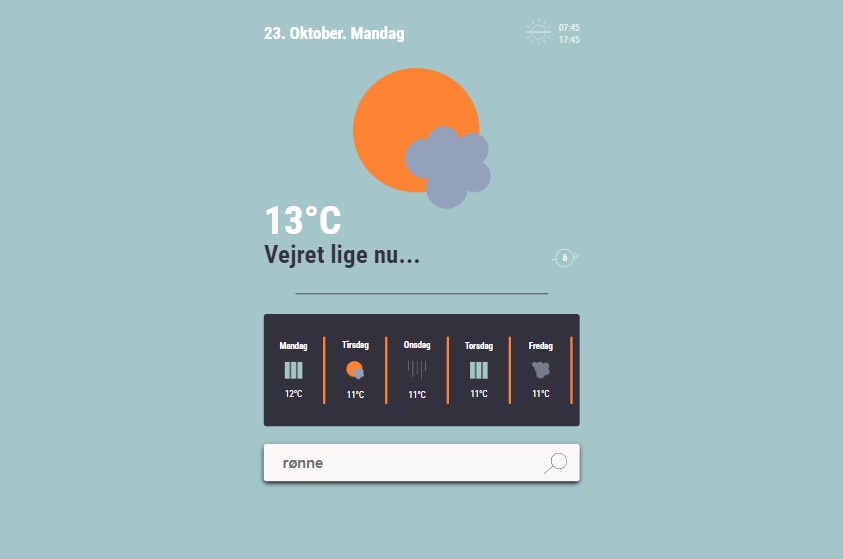 23. Oktober. Mandag
07:45
17:45
13°C
Vejret lige nu...
6
Mandag Tirsdag Onsdag Torsdag Fredag
12°C 11°C 11°C 11°C 11°C
rønne